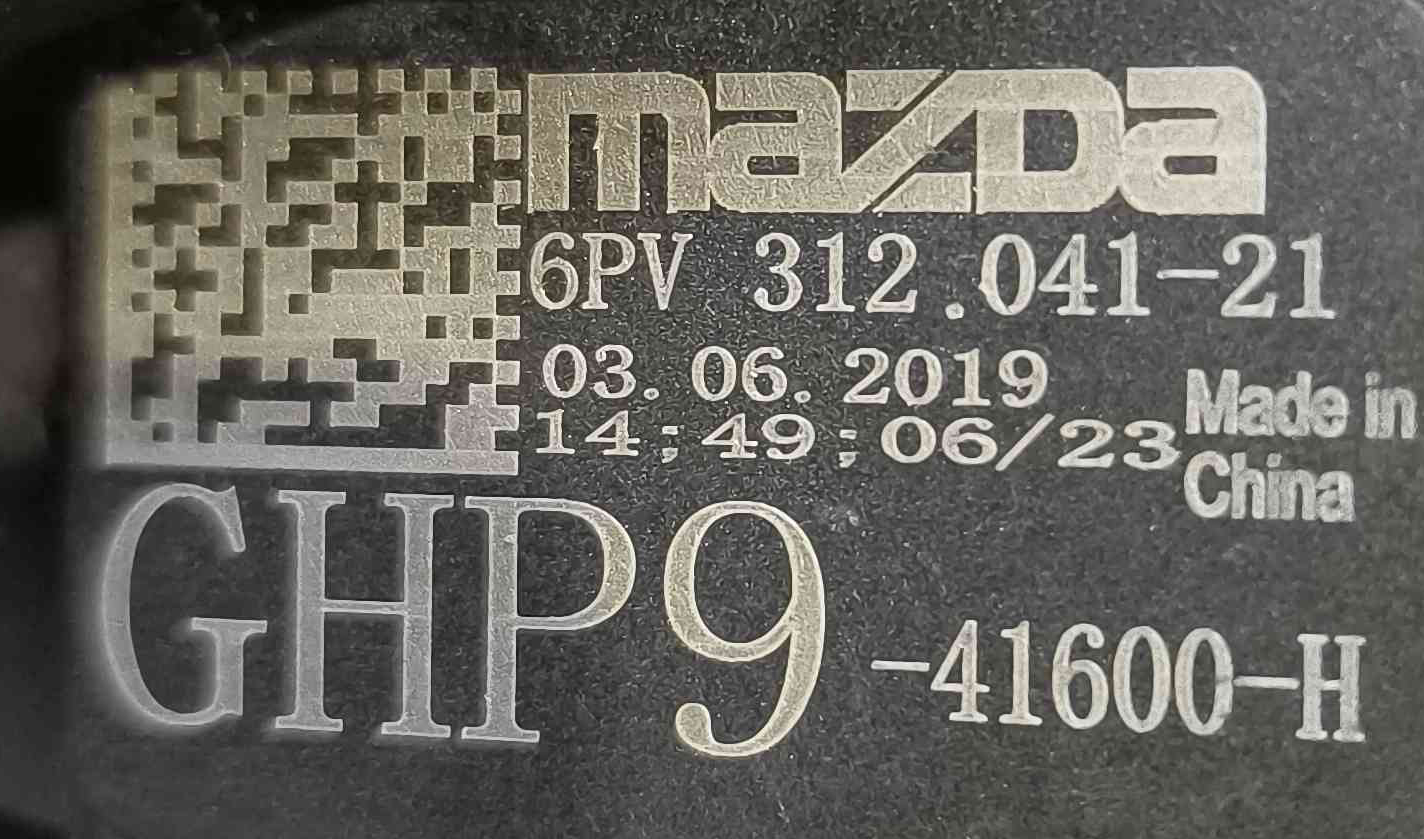 mazda
6PV 312.041-21
03.06.2019
14;49;06/23
Made in
China
GHP9-41600-H